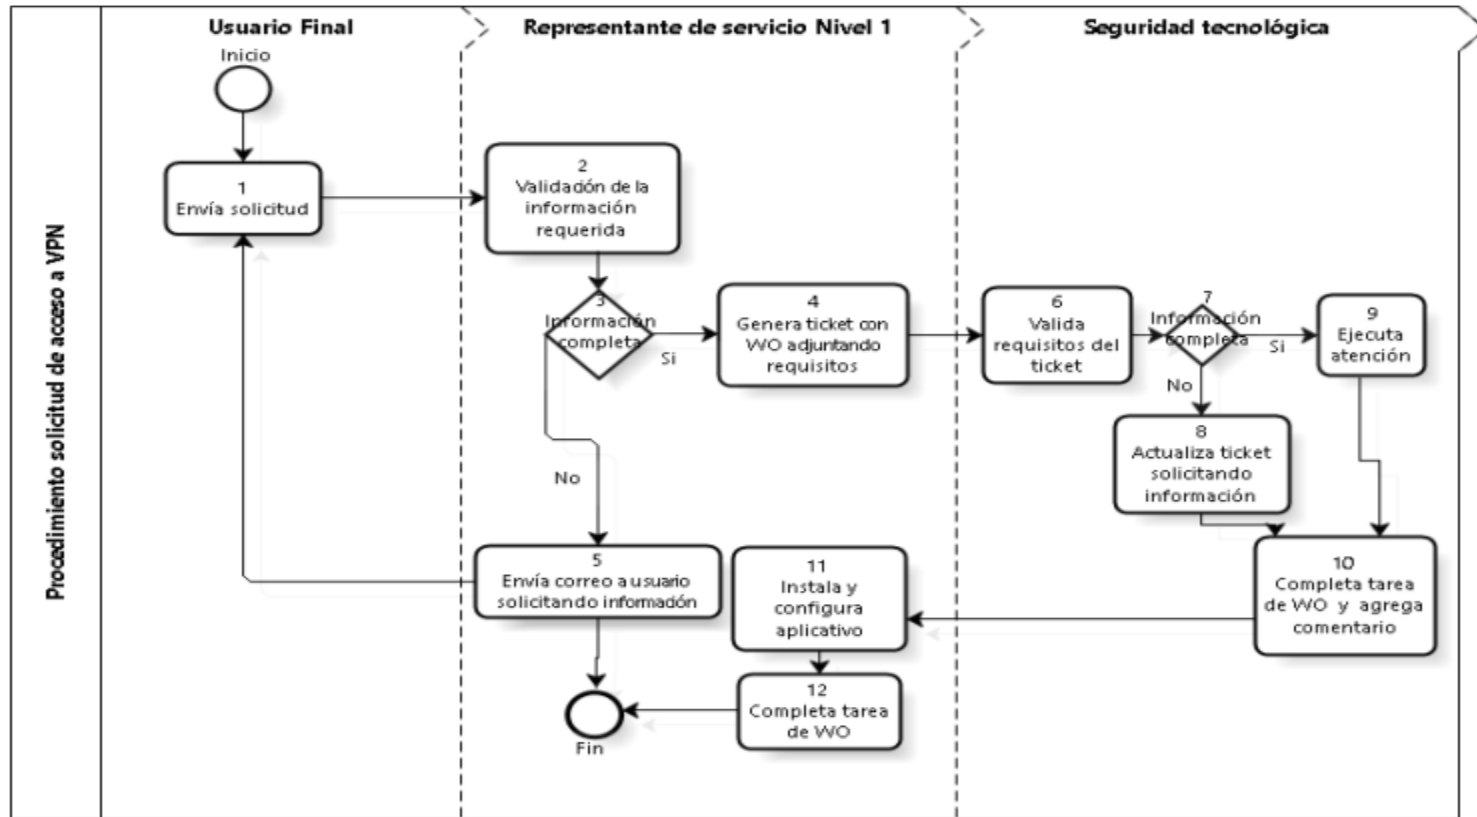 Procedimiento solicitud de acceso a VPN
Usuario Final
Representante de servicio Nivel 1
Seguridad tecnológica
Inicio
1
Envía solicitud
2
Validación de la
información
requerida
3
Información
completa
Si
No
4
Genera ticket con
WO adjuntando
requisitos
5
Envía correo a usuario
solicitando información
6
Valida
requisitos del
ticket
7
Información
completa
Si
No
8
Actualiza ticket
solicitando
información
9
Ejecuta
atención
10
Completa tarea
de WO y agrega
comentario
11
Instala y
configura
aplicativo
12
Completa tarea
de WO
Fin